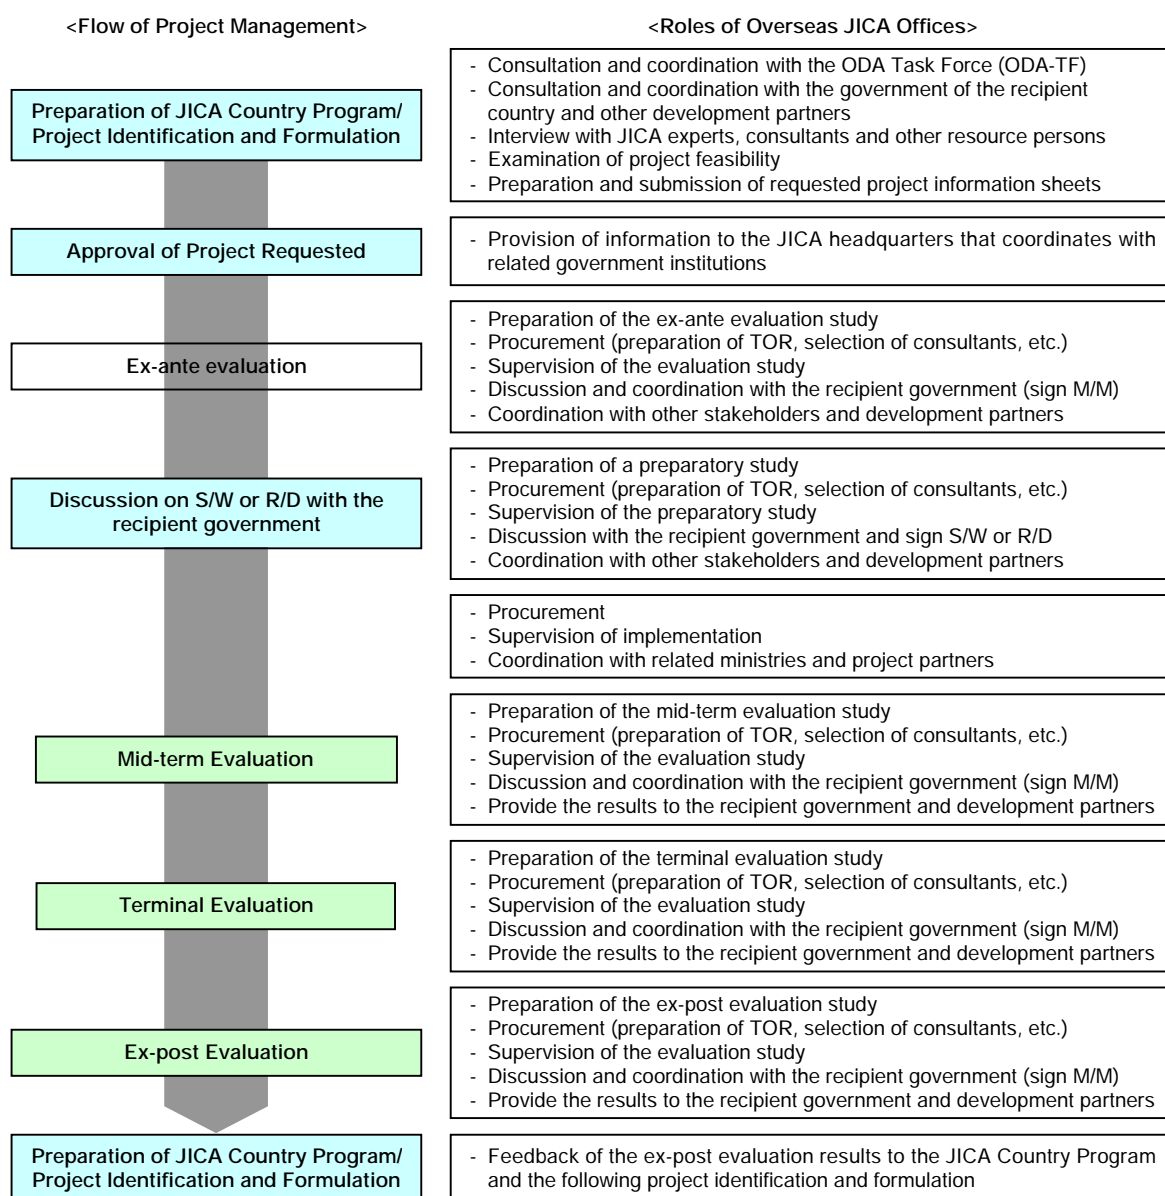 <Flow of Project Management>
<Roles of Overseas JICA Offices>
Preparation of JICA Country Program/
Project Identification and Formulation
- Consultation and coordination with the ODA Task Force (ODA-TF)
- Consultation and coordination with the government of the recipient
country and other development partners
- Interview with JICA experts, consultants and other resource persons
- Examination of project feasibility
- Preparation and submission of requested project information sheets
Approval of Project Requested
- Provision of information to the JICA headquarters that coordinates with
related government institutions
Ex-ante evaluation
- Preparation of the ex-ante evaluation study
- Procurement (preparation of TOR, selection of consultants, etc.)
- Supervision of the evaluation study
- Discussion and coordination with the recipient government (sign M/M)
- Coordination with other stakeholders and development partners
Discussion on S/W or R/D with the
recipient government
- Preparation of a preparatory study
- Procurement (preparation of TOR, selection of consultants, etc.)
- Supervision of the preparatory study
- Discussion with the recipient government and sign S/W or R/D
- Coordination with other stakeholders and development partners
- Procurement
- Supervision of implementation
- Coordination with related ministries and project partners
Mid-term Evaluation
- Preparation of the mid-term evaluation study
- Procurement (preparation of TOR, selection of consultants, etc.)
- Supervision of the evaluation study
- Discussion and coordination with the recipient government (sign M/M)
- Provide the results to the recipient government and development partners
Terminal Evaluation
- Preparation of the terminal evaluation study
- Procurement (preparation of TOR, selection of consultants, etc.)
- Supervision of the evaluation study
- Discussion and coordination with the recipient government (sign M/M)
- Provide the results to the recipient government and development partners
Ex-post Evaluation
- Preparation of the ex-post evaluation study
- Procurement (preparation of TOR, selection of consultants, etc.)
- Supervision of the evaluation study
- Discussion and coordination with the recipient government (sign M/M)
- Provide the results to the recipient government and development partners
Preparation of JICA Country Program/
Project Identification and Formulation
- Feedback of the ex-post evaluation results to the JICA Country Program
and the following project identification and formulation